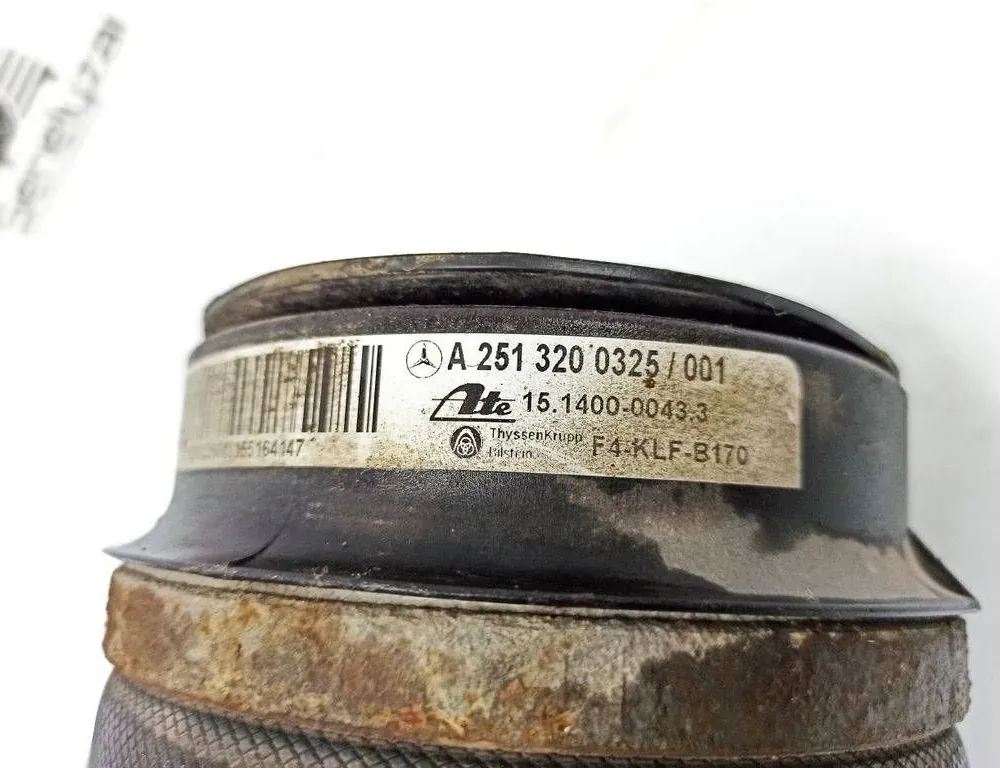 A 251 320 0325 / 001
Ate 15.1400-0043.3
ThyssenKrupp F4-KLF-B170
Bilstein